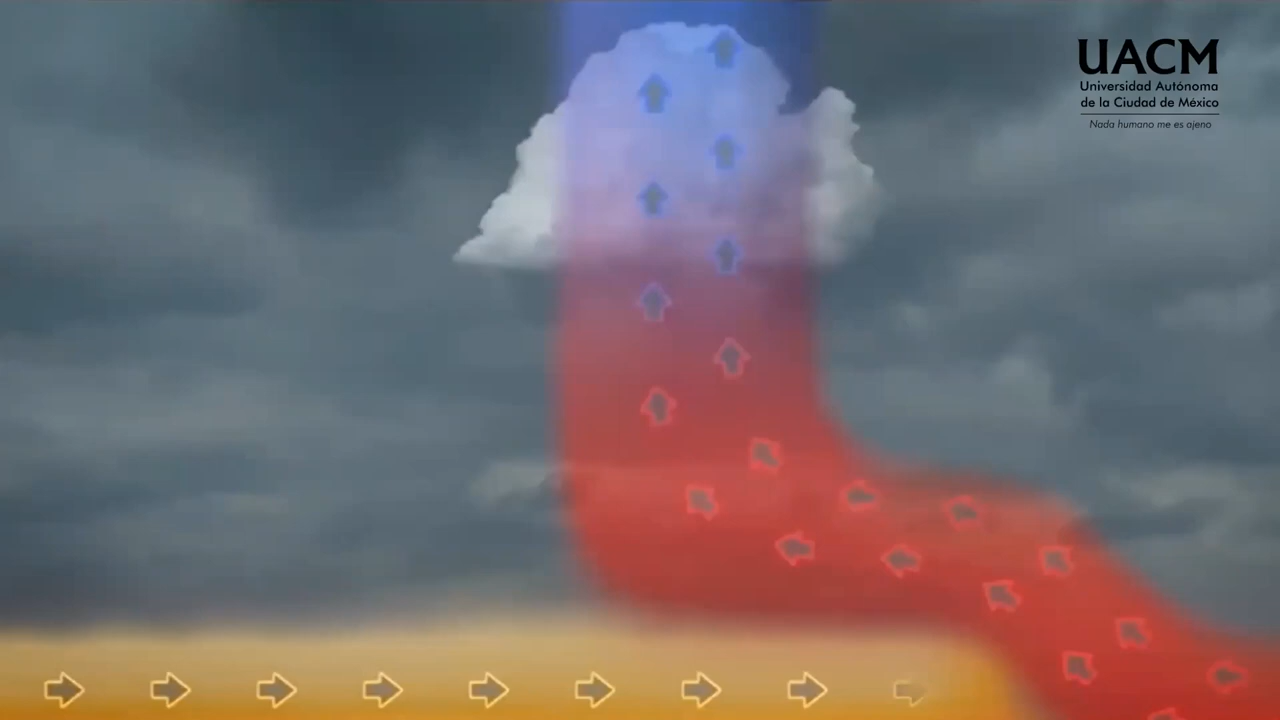 UACM
Universidad Autónoma
de la Ciudad de México
Nada humano me es ajeno